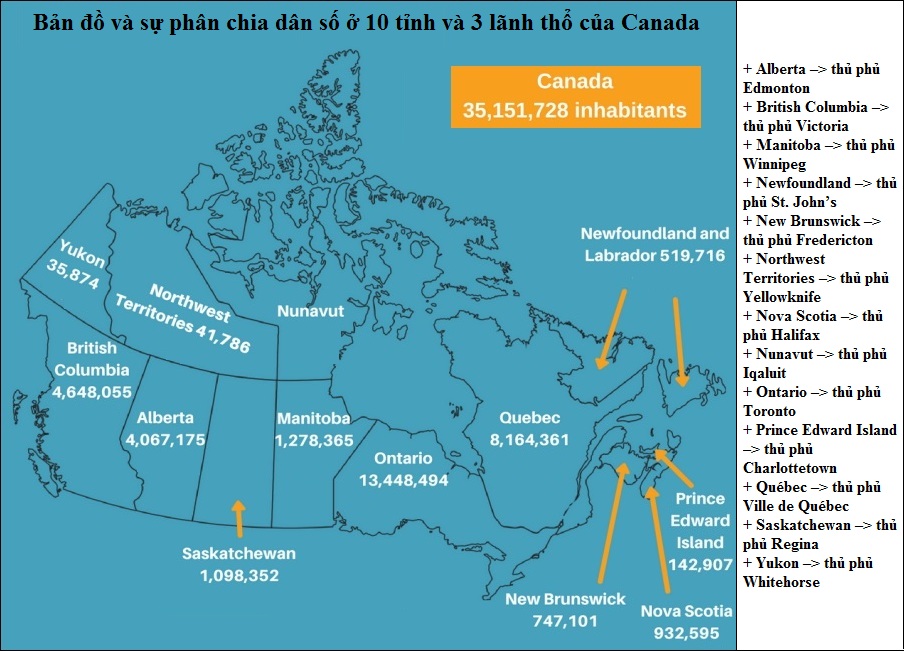 Bản đồ và sự phân chia dân số ở 10 tỉnh và 3 lãnh thổ của Canada
Canada
35,151,728 inhabitants
Newfoundland and
Labrador 519,716
Yukon
35,874
Northwest
Territories 41,786
Nunavut
British
Columbia
4,648,055
Alberta
4,067,175
Manitoba
1,278,365
Quebec
8,164,361
Ontario
13,448,494
Saskatchewan
1,098,352
Prince
Edward
Island
142,907
New Brunswick
747,101
Nova Scotia
932,595
+ Alberta –> thủ phủ
Edmonton
+ British Columbia –>
thủ phủ Victoria
+ Manitoba –> thủ phủ
Winnipeg
+ Newfoundland –> thủ
phủ St. John’s
+ New Brunswick –>
thủ phủ Fredericton
+ Northwest
Territories –> thủ phủ
Yellowknife
+ Nova Scotia –> thủ
phủ Halifax
+ Nunavut –> thủ phủ
Iqaluit
+ Ontario –> thủ phủ
Toronto
+ Prince Edward Island
–> thủ phủ
Charlottetown
+ Québec –> thủ phủ
Ville de Québec
+ Saskatchewan –> thủ
phủ Regina
+ Yukon –> thủ phủ
Whitehorse